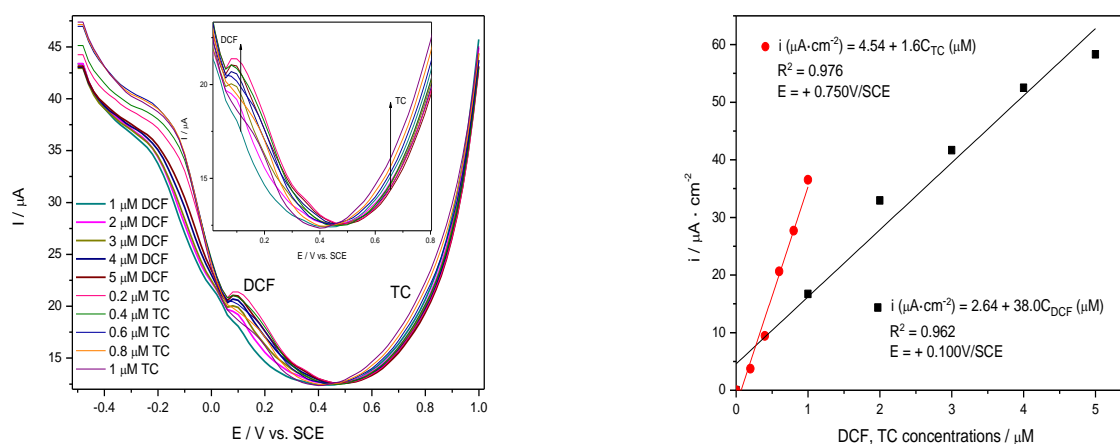 45
40
35
30
25
20
15
I / μA
-0.4
-0.2
0.0
0.2
0.4
0.6
0.8
1.0
E / V vs. SCE
1 μM DCF
2 μM DCF
3 μM DCF
4 μM DCF
5 μM DCF
0.2 μM TC
0.4 μM TC
0.6 μM TC
0.8 μM TC
1 μM TC
DCF
TC
DCF
TC
20
15
I / μA
0.2
0.4
0.6
0.8
E / V vs. SCE
i (μA·cm⁻²) = 4.54 + 1.6C_TC (μM)
R² = 0.976
E = + 0.750V/SCE
i (μA·cm⁻²) = 2.64 + 38.0C_DCF (μM)
R² = 0.962
E = + 0.100V/SCE
60
50
40
30
20
10
0
i / μA · cm⁻²
0
1
2
3
4
5
DCF, TC concentrations / μM